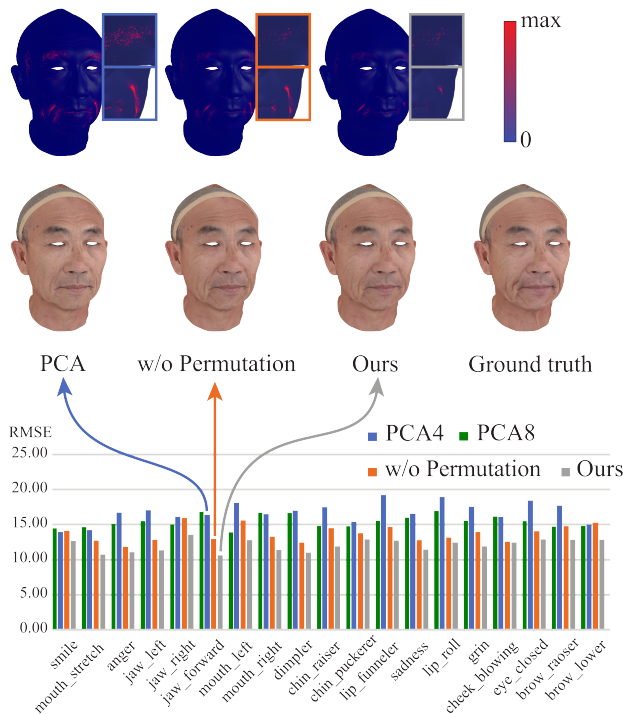 max
0
PCA
w/o Permutation
Ours
Ground truth
RMSE
PCA4
PCA8
w/o Permutation
Ours
25.00
20.00
15.00
10.00
5.00
0.00
smile
mouth_stretch
anger
jaw_left
jaw_right
jaw_forward
mouth_left
mouth_right
dimpler
chin_raiser
chin_puckerer
lip_funneler
sadness
lip_roll
grin
cheek_blowing
eye_closed
brow_raoser
brow_lower